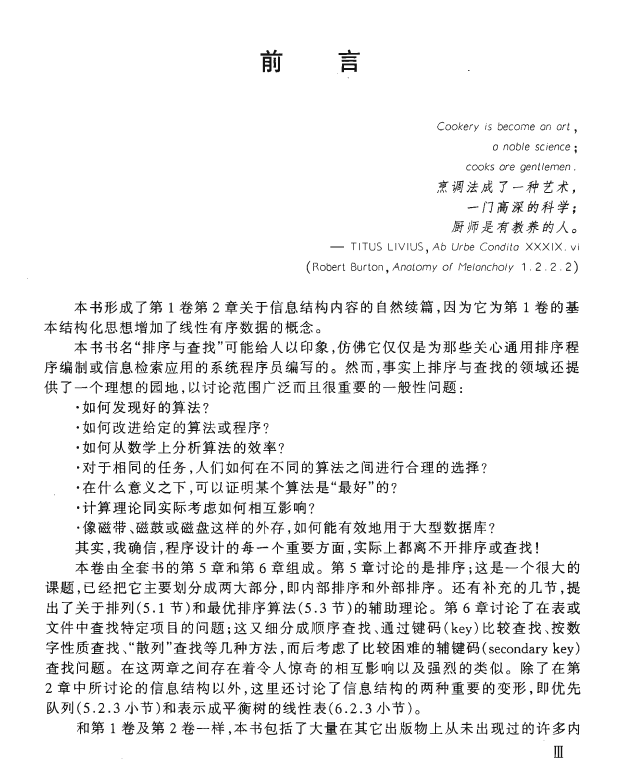 前 言
Cookery is become an art,
a noble science;
cooks are gentlemen.
烹调法成了一种艺术,
一门高深的科学;
厨师是有教养的人。
— TITUS LIVIUS, Ab Urbe Condita XXXIX.vi
(Robert Burton, Anatomy of Melancholy 1.2.2.2)
本书形成了第1卷第2章关于信息结构内容的自然续篇,因为它为第1卷的基
本结构化思想增加了线性有序数据的概念。
本书书名“排序与查找”可能给人以印象,仿佛它仅仅是为那些关心通用排序程
序编制或信息检索应用的系统程序员编写的。然而,事实上排序与查找的领域还提
供了一个理想的园地,以讨论范围广泛而且很重要的一般性问题:
·如何发现好的算法?
·如何改进给定的算法或程序?
·如何从数学上分析算法的效率?
·对于相同的任务,人们如何在不同的算法之间进行合理的选择?
·在什么意义之下,可以证明某个算法是“最好”的?
·计算理论同实际考虑如何相互影响?
·像磁带、磁鼓或磁盘这样的外存,如何能有效地用于大型数据库?
其实,我确信,程序设计的每一个重要方面,实际上都离不开排序或查找!
本卷由全套书的第5章和第6章组成。第5章讨论的是排序;这是一个很大的
课题,已经把它主要划分成两大部分,即内部排序和外部排序。还有补充的几节,提
出了关于排列(5.1节)和最优排序算法(5.3节)的辅助理论。第6章讨论了在表或
文件中查找特定项目的问题;这又细分成顺序查找、通过键码(key)比较查找、按数
字性质查找、“散列”查找等几种方法,而后考虑了比较困难的辅键码(secondary key)
查找问题。在这两章之间存在着令人惊奇的相互影响以及强烈的类似。除了在第
2章中所讨论的信息结构以外,这里还讨论了信息结构的两种重要的变形,即优先
队列(5.2.3小节)和表示成平衡树的线性表(6.2.3小节)。
和第1卷及第2卷一样,本书包括了大量在其它出版物上从未出现过的许多内
Ⅲ